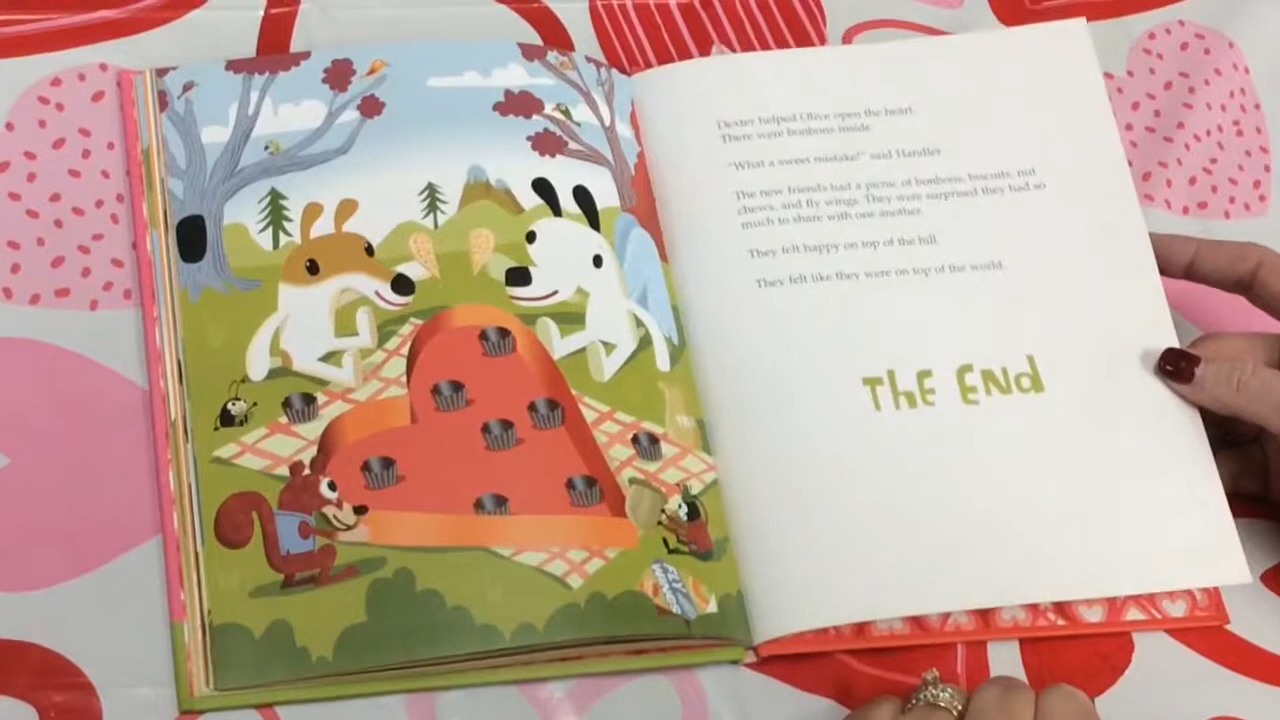 Dexter helped Olive open the heart.
There were bonbons inside.
"What a sweet mistake!" said Handler.
The new friends had a picnic of bonbons, biscuits, nut
chews, and fly wings. They were surprised they had so
much to share with one another.
They felt happy on top of the hill.
They felt like they were on top of the world.
THE END
FLY
WINGS